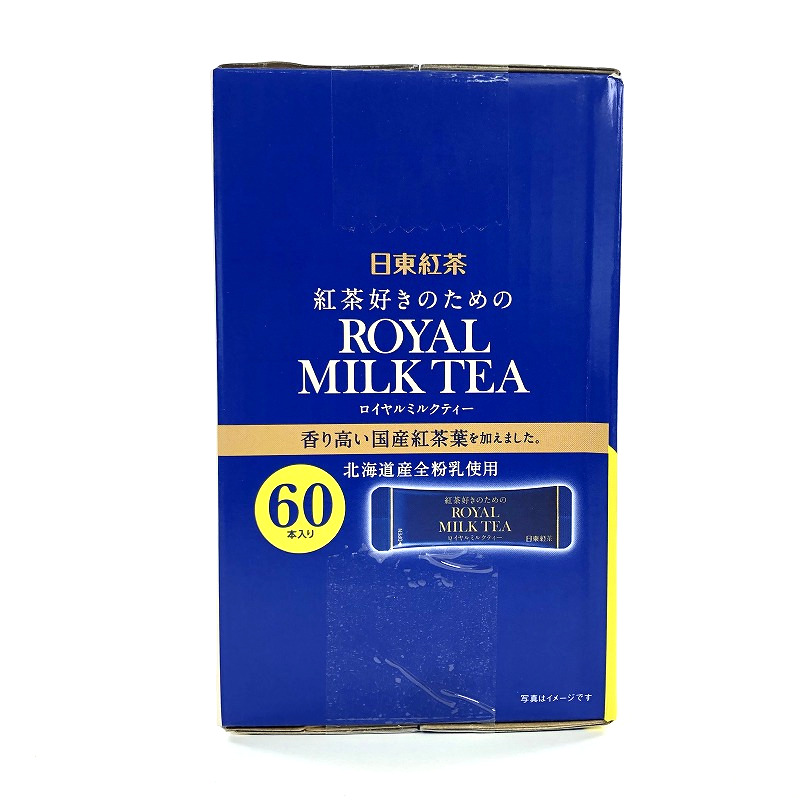 日東紅茶
紅茶好きのための
ROYAL
MILK TEA
ロイヤルミルクティー
香り高い国産紅茶葉を加えました。
北海道産全粉乳使用
60
本入り
紅茶好きのための
ROYAL
MILK TEA
ロイヤルミルクティー
日東紅茶
OPEN
写真はイメージです